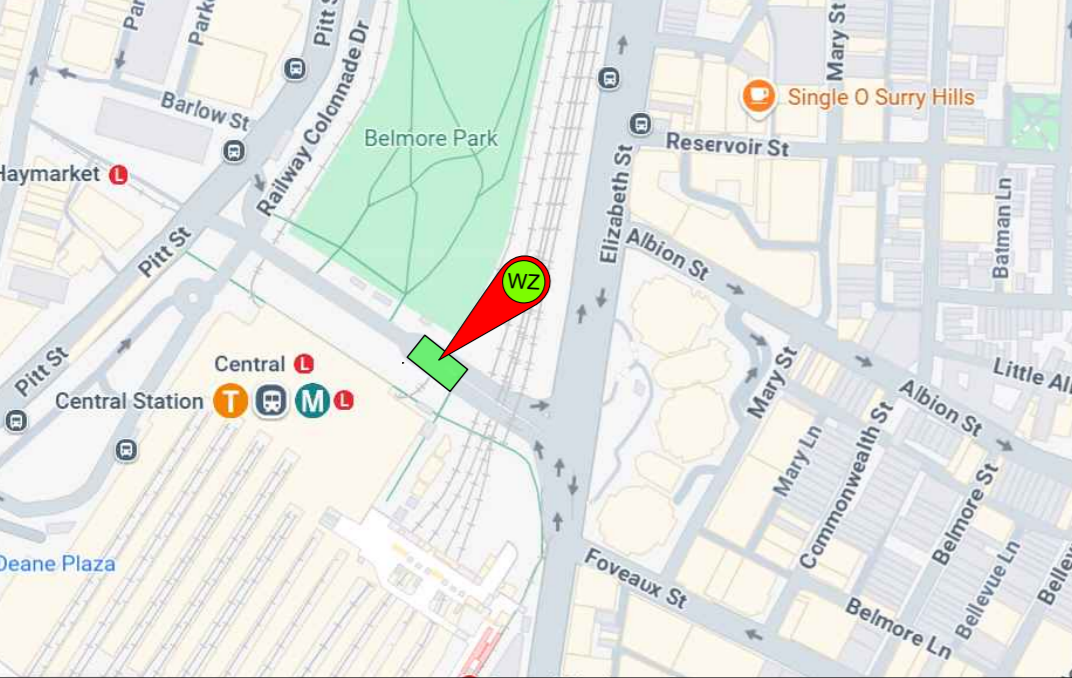 Pitt S
Railway Colonnade Dr
Par
Park
Barlow St
Haymarket L
Pitt St
Belmore Park
WZ
Elizabeth St
Reservoir St
Mary St
Single O Surry Hills
Batman Ln
Albion St
Little Al
Albion St
Mary St
Mary Ln
Commonwealth St
Belmore St
Bellevue Ln
Belle
Belmore Ln
Foveaux St
Pitt St
Central L
Central Station T M L
Deane Plaza